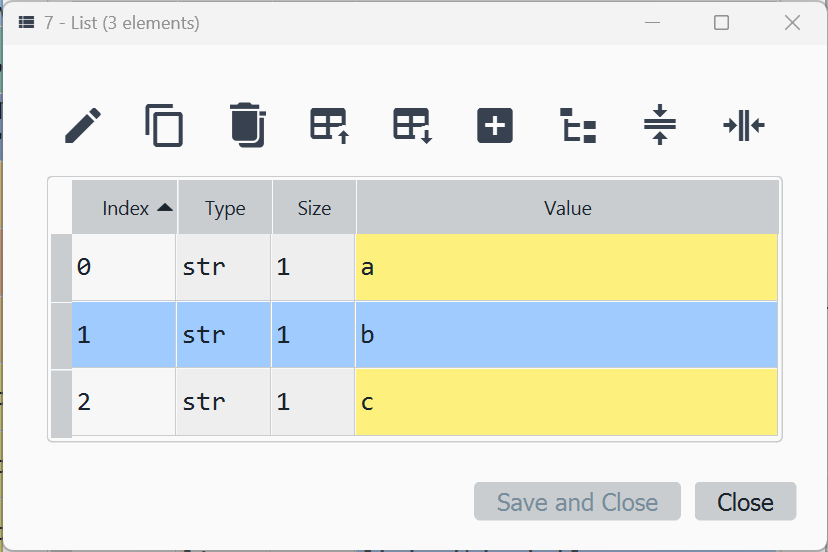 7 - List (3 elements)
Index Type Size Value
0 str 1 a
1 str 1 b
2 str 1 c
Save and Close Close